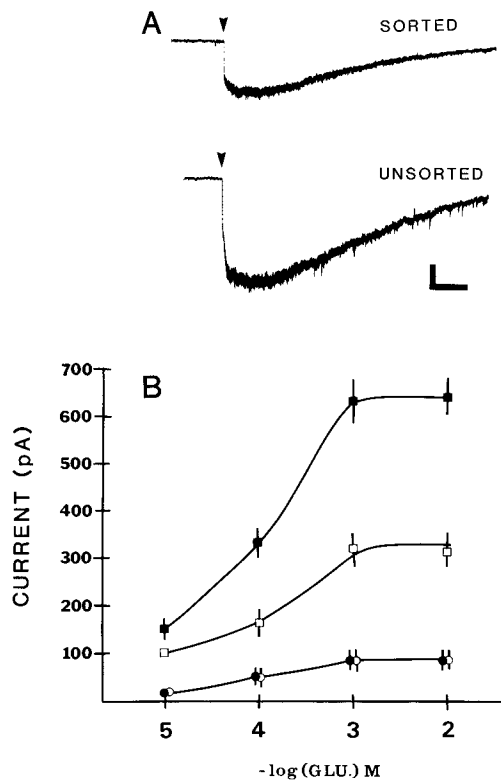 A
SORTED
UNSORTED
B
700
600
500
400
300
200
100
CURRENT (pA)
5 4 3 2
-log (GLU.) M